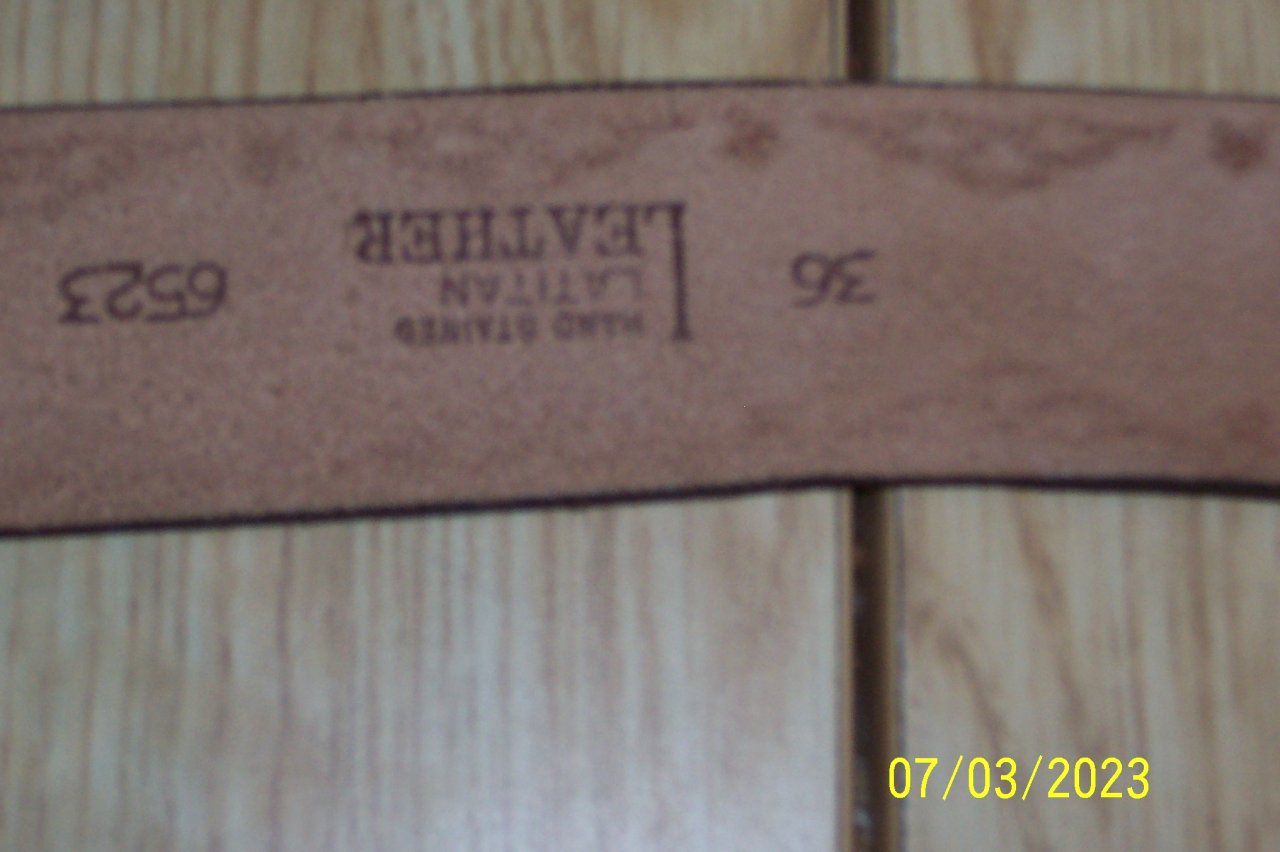 36
HAND STAINED
LATITAN
LEATHER
6523
07/03/2023